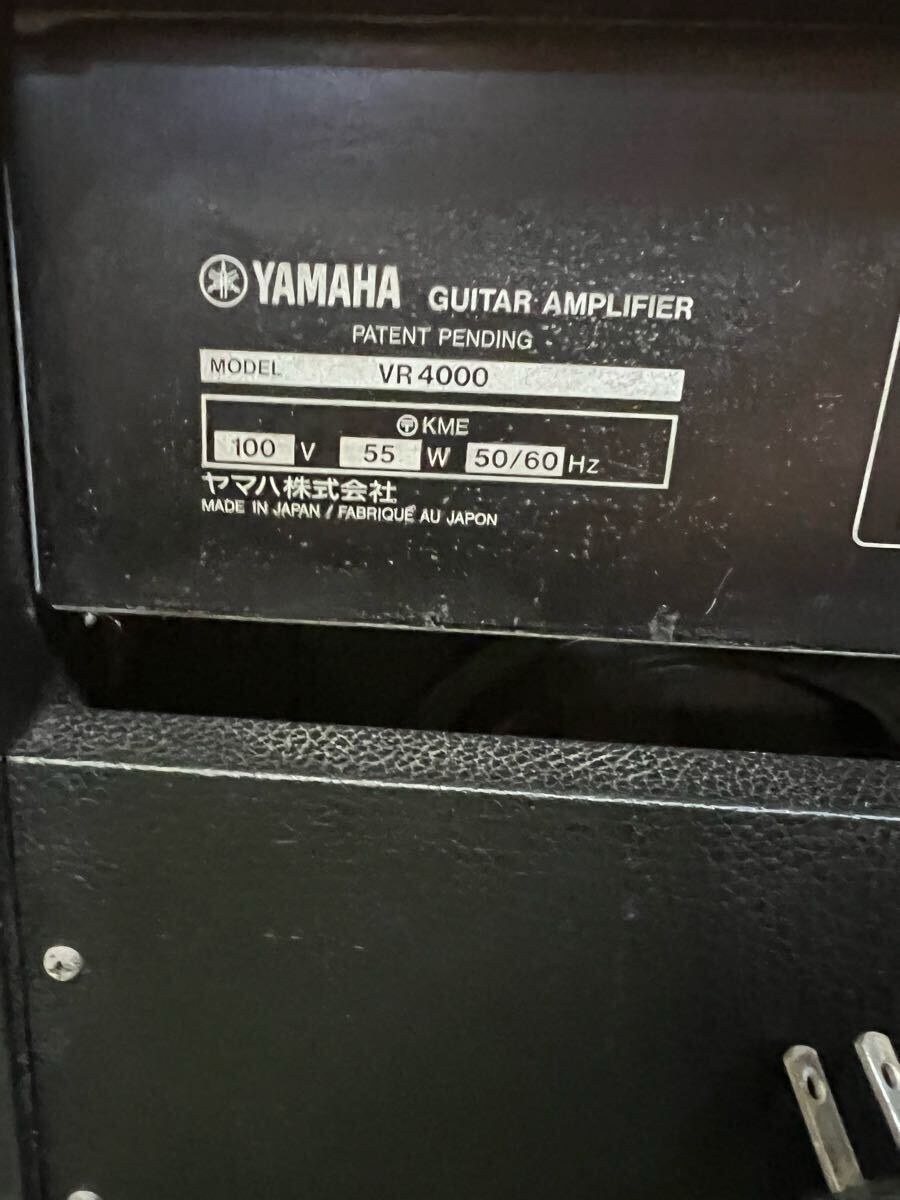 YAMAHA GUITAR AMPLIFIER
PATENT PENDING
MODEL VR4000
〒 KME
100 V 55 W 50/60 Hz
ヤマハ株式会社
MADE IN JAPAN / FABRIQUÉ AU JAPON